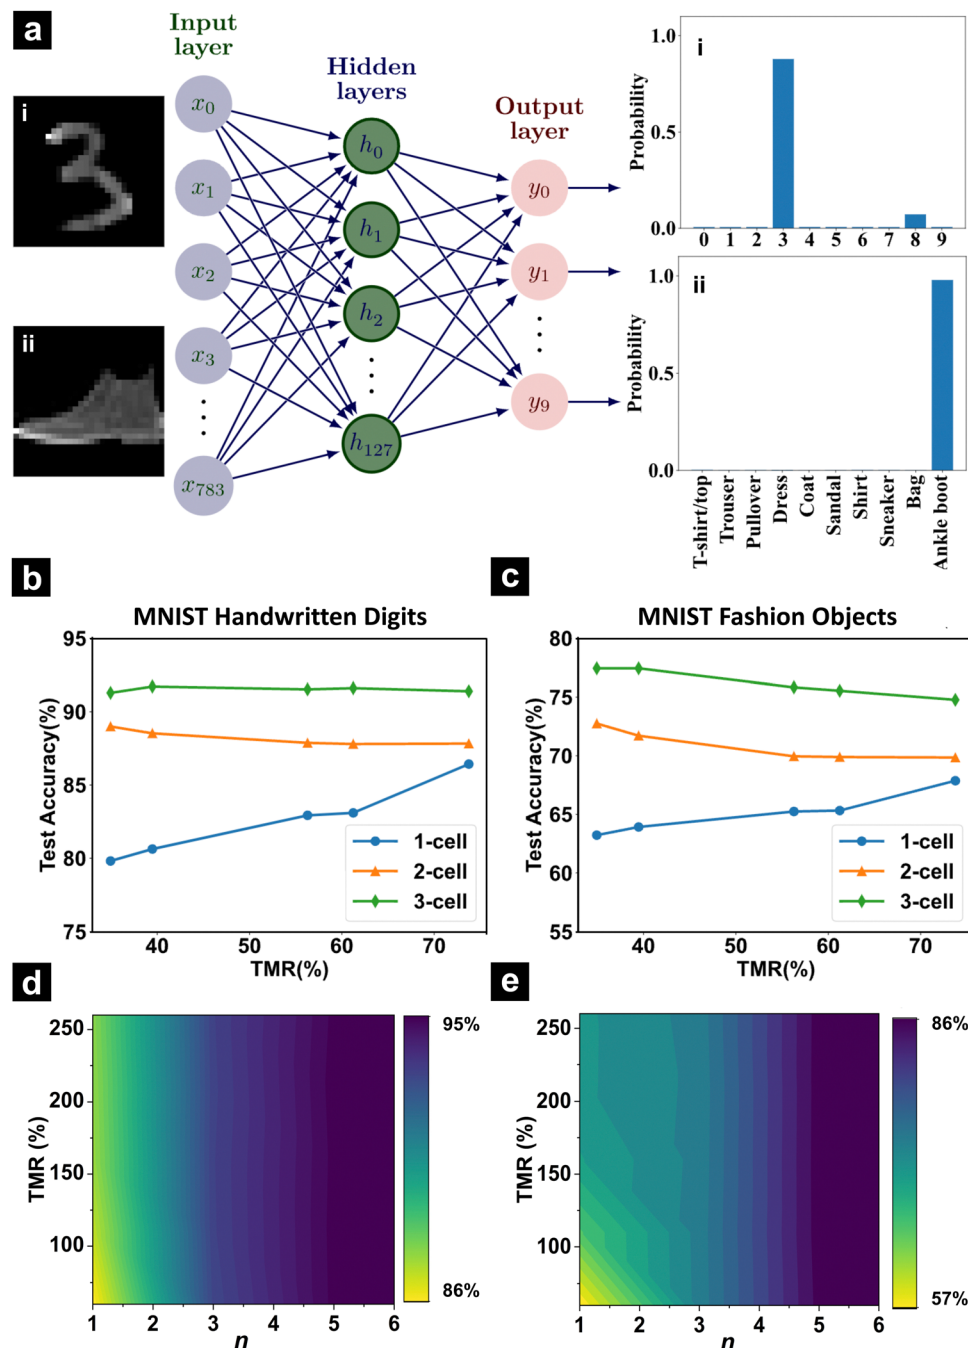 a
Input
layer
Hidden
layers
Output
layer
i
ii
x0
x1
x2
x3
x783
h0
h1
h2
h127
y0
y1
y9
i
Probability
1.0
0.5
0.0
0 1 2 3 4 5 6 7 8 9
ii
Probability
1.0
0.5
0.0
T-shirt/top
Trouser
Pullover
Dress
Coat
Sandal
Shirt
Sneaker
Bag
Ankle boot
b
MNIST Handwritten Digits
Test Accuracy(%)
95
90
85
80
75
40 50 60 70
TMR(%)
1-cell
2-cell
3-cell
c
MNIST Fashion Objects
Test Accuracy(%)
80
75
70
65
60
55
40 50 60 70
TMR(%)
1-cell
2-cell
3-cell
d
TMR (%)
250
200
150
100
1 2 3 4 5 6
n
95%
86%
e
TMR (%)
250
200
150
100
1 2 3 4 5 6
n
86%
57%